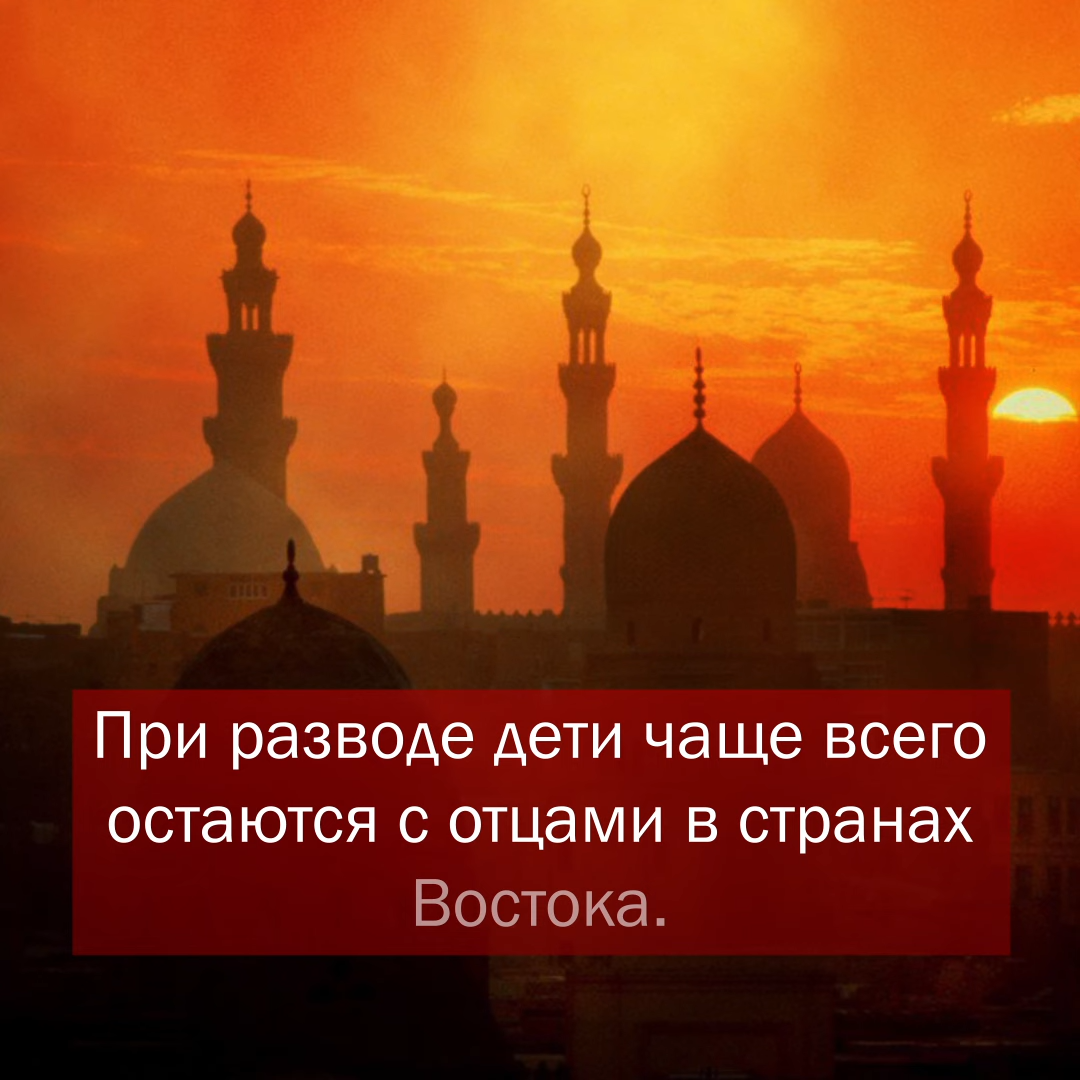 При разводе дети чаще всего
остаются с отцами в странах
Востока.